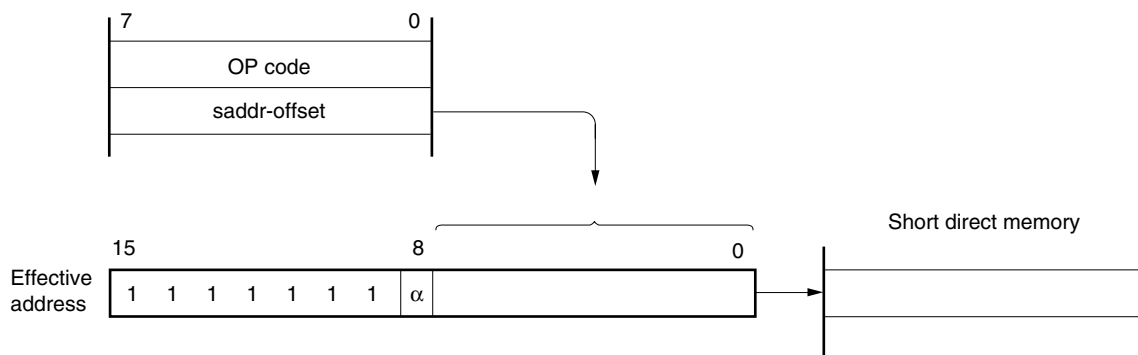 7 0
OP code
saddr-offset
Short direct memory
15 8 0
Effective
address
1 1 1 1 1 1 1 α